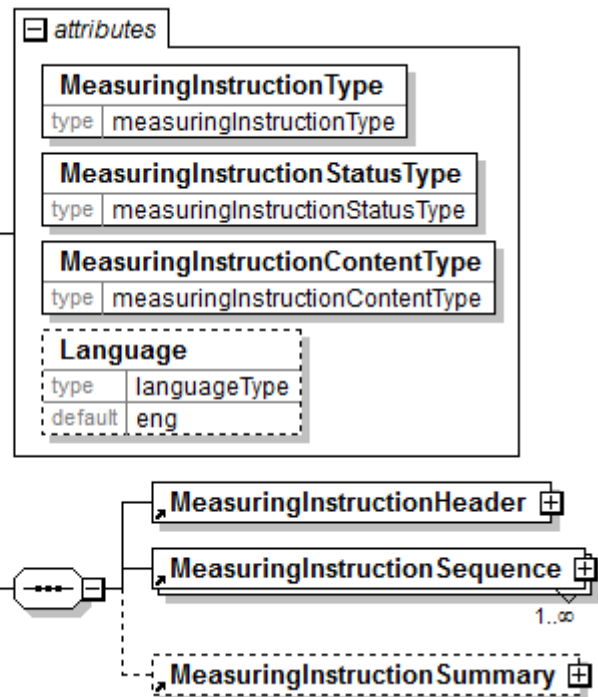 attributes
MeasuringInstructionType
type measuringInstructionType
MeasuringInstructionStatusType
type measuringInstructionStatusType
MeasuringInstructionContentType
type measuringInstructionContentType
Language
type languageType
default eng
MeasuringInstructionHeader
MeasuringInstructionSequence
1..∞
MeasuringInstructionSummary